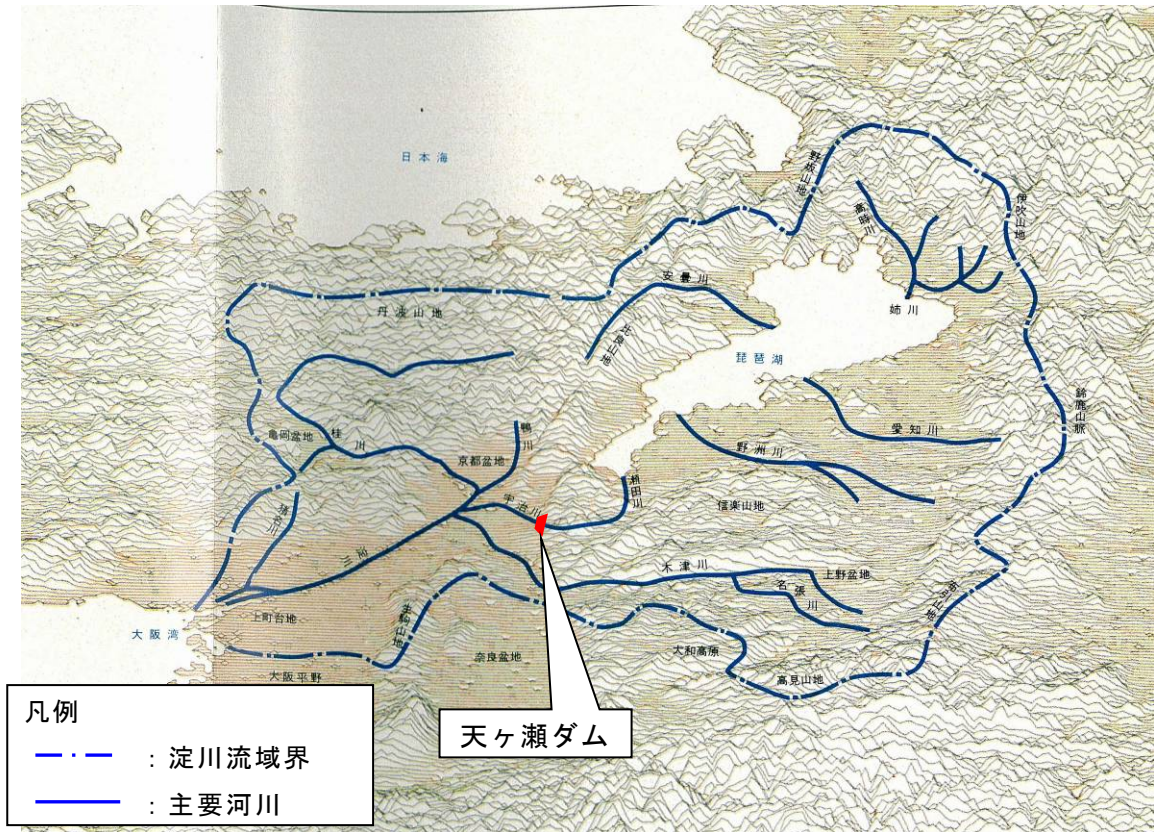 日本海
野坂山地
伊吹山地
高時川
安曇川
姉川
丹波山地
比良山地
琵琶湖
鈴鹿山脈
愛知川
亀岡盆地
桂川
鴨川
京都盆地
野洲川
瀬田川
宇治川
信楽山地
猪名川
淀川
木津川
上野盆地
名張川
布引山地
上町台地
大阪湾
生駒山地
奈良盆地
大和高原
高見山地
大阪平野
天ヶ瀬ダム
凡例
：淀川流域界
：主要河川